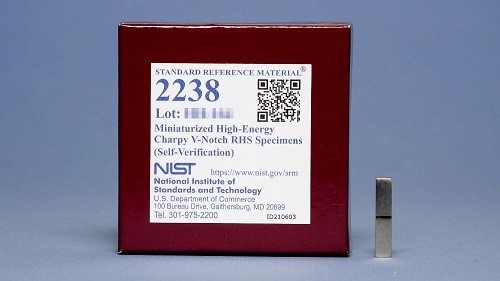 STANDARD REFERENCE MATERIAL®
2238
Lot:
Miniaturized High-Energy
Charpy V-Notch RHS Specimens
(Self-Verification)
NIST https://www.nist.gov/srm
National Institute of
Standards and Technology
U.S. Department of Commerce
100 Bureau Drive, Gaithersburg, MD 20899
Tel. 301-975-2200 ID210603